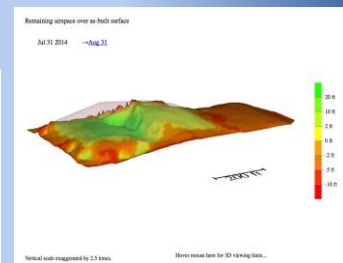 Remaining airspace over as-built surface
Jul 31 2014 →Aug 31
20 ft
10 ft
2 ft
0 ft
-2 ft
-5 ft
-10 ft
200 ft
Vertical scale exaggerated by 2.5 times.
Hover mouse here for 3D viewing hints...